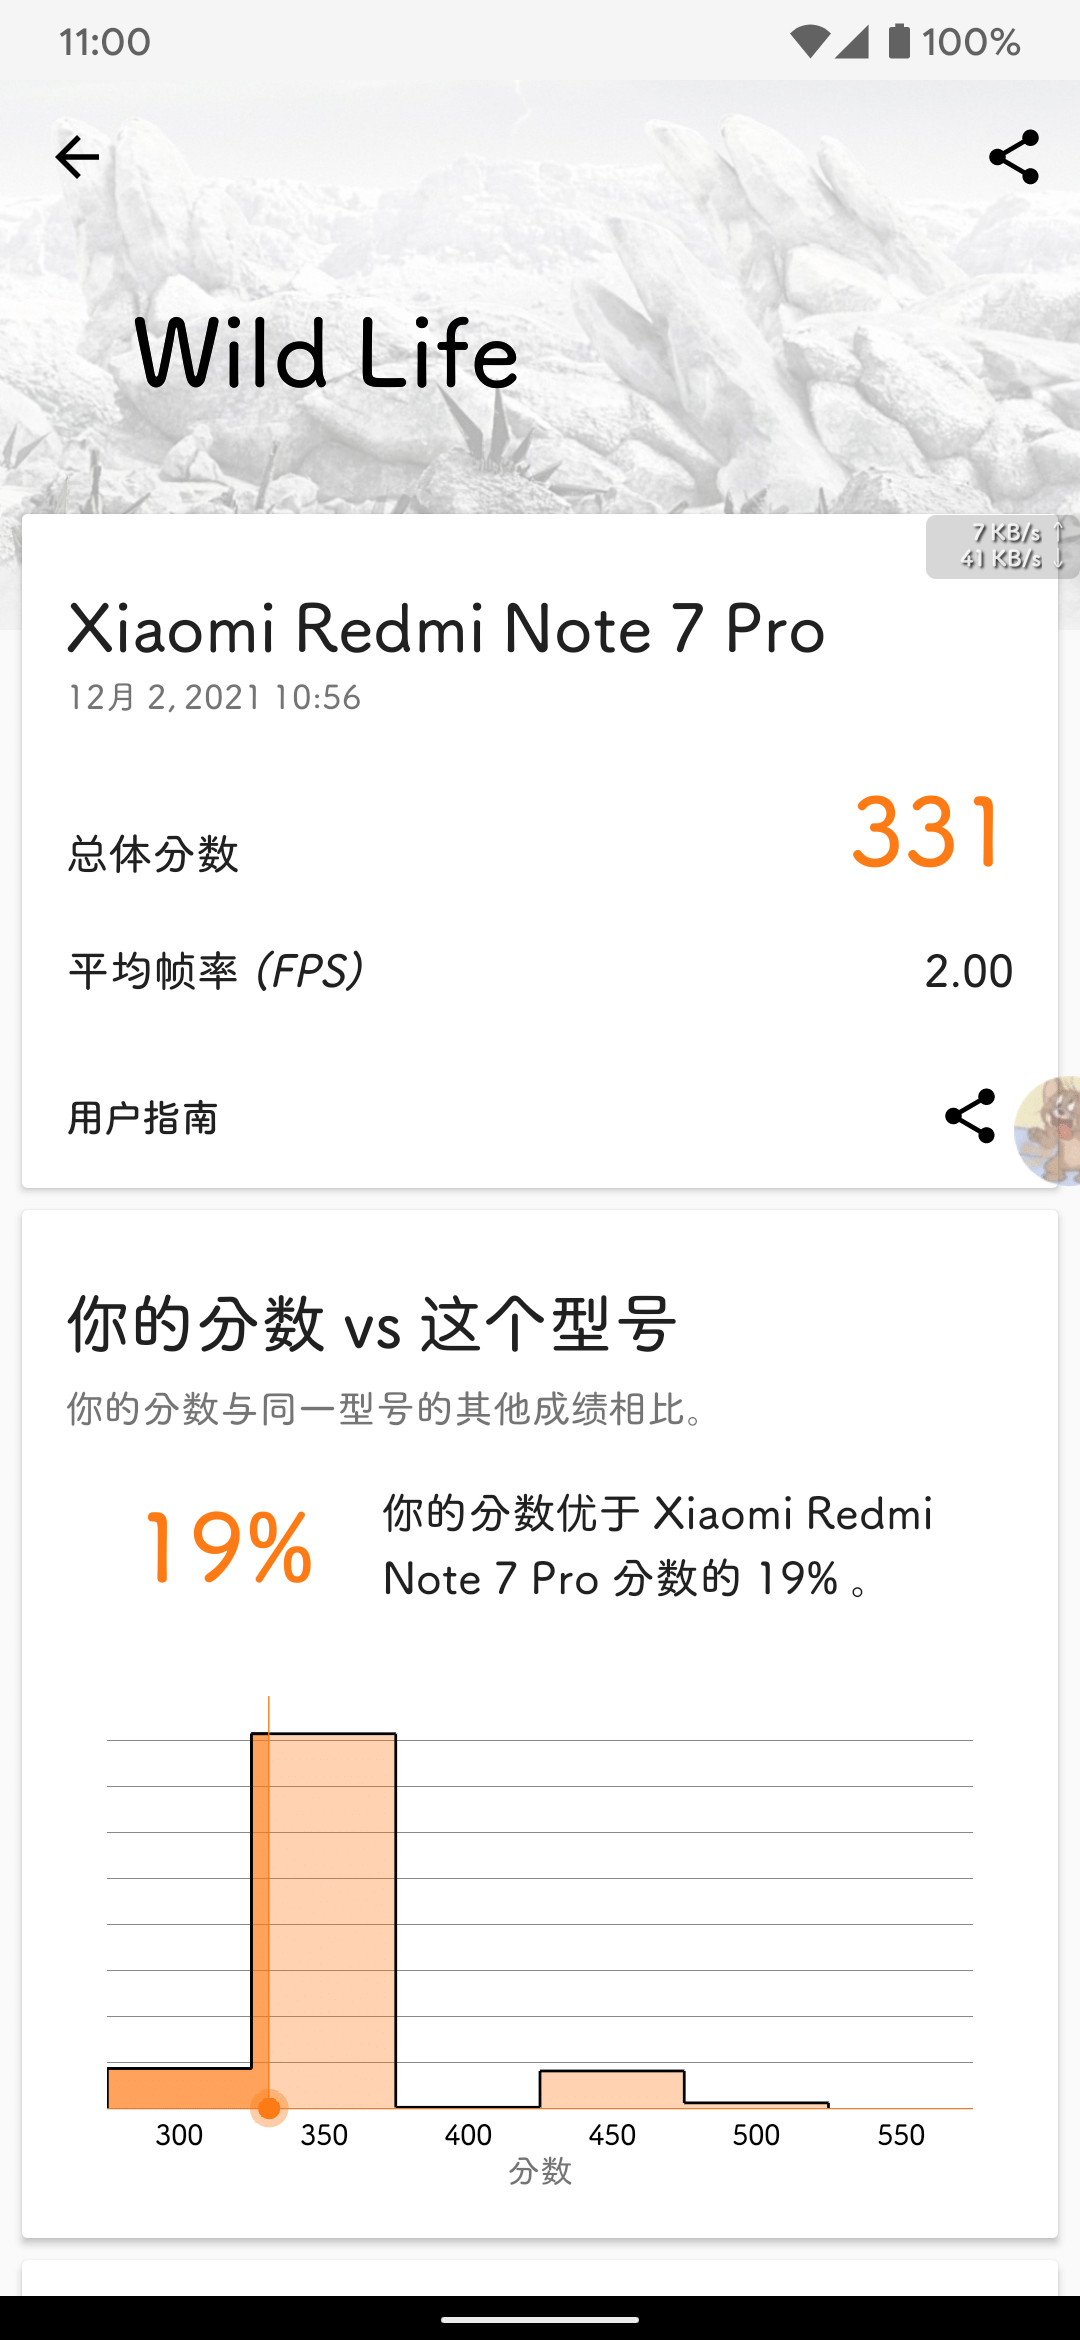 11:00
100%
Wild Life
7 KB/s ↑
41 KB/s ↓
Xiaomi Redmi Note 7 Pro
12月 2, 2021 10:56
总体分数
331
平均帧率 (FPS)
2.00
用户指南
你的分数 vs 这个型号
你的分数与同一型号的其他成绩相比。
19%
你的分数优于 Xiaomi Redmi
Note 7 Pro 分数的 19% 。
300 350 400 450 500 550
分数